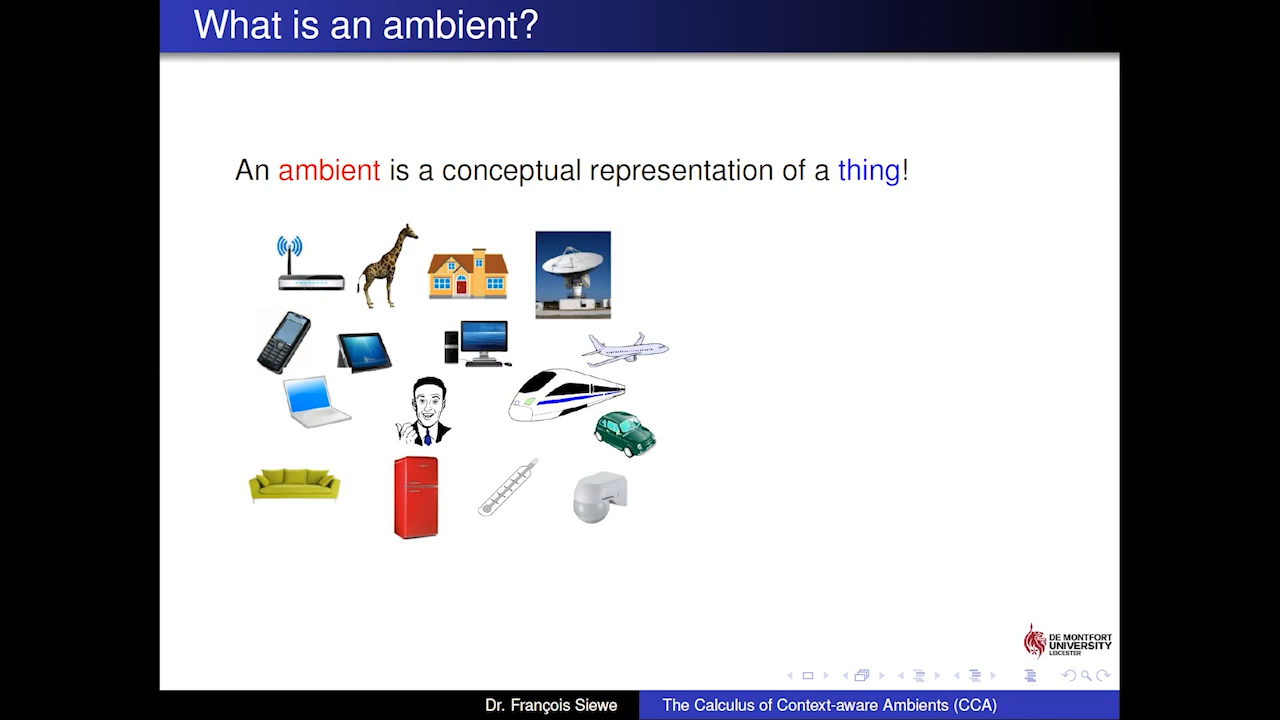 What is an ambient?
An ambient is a conceptual representation of a thing!
DE MONTFORT
UNIVERSITY
LEICESTER
Dr. François Siewe
The Calculus of Context-aware Ambients (CCA)